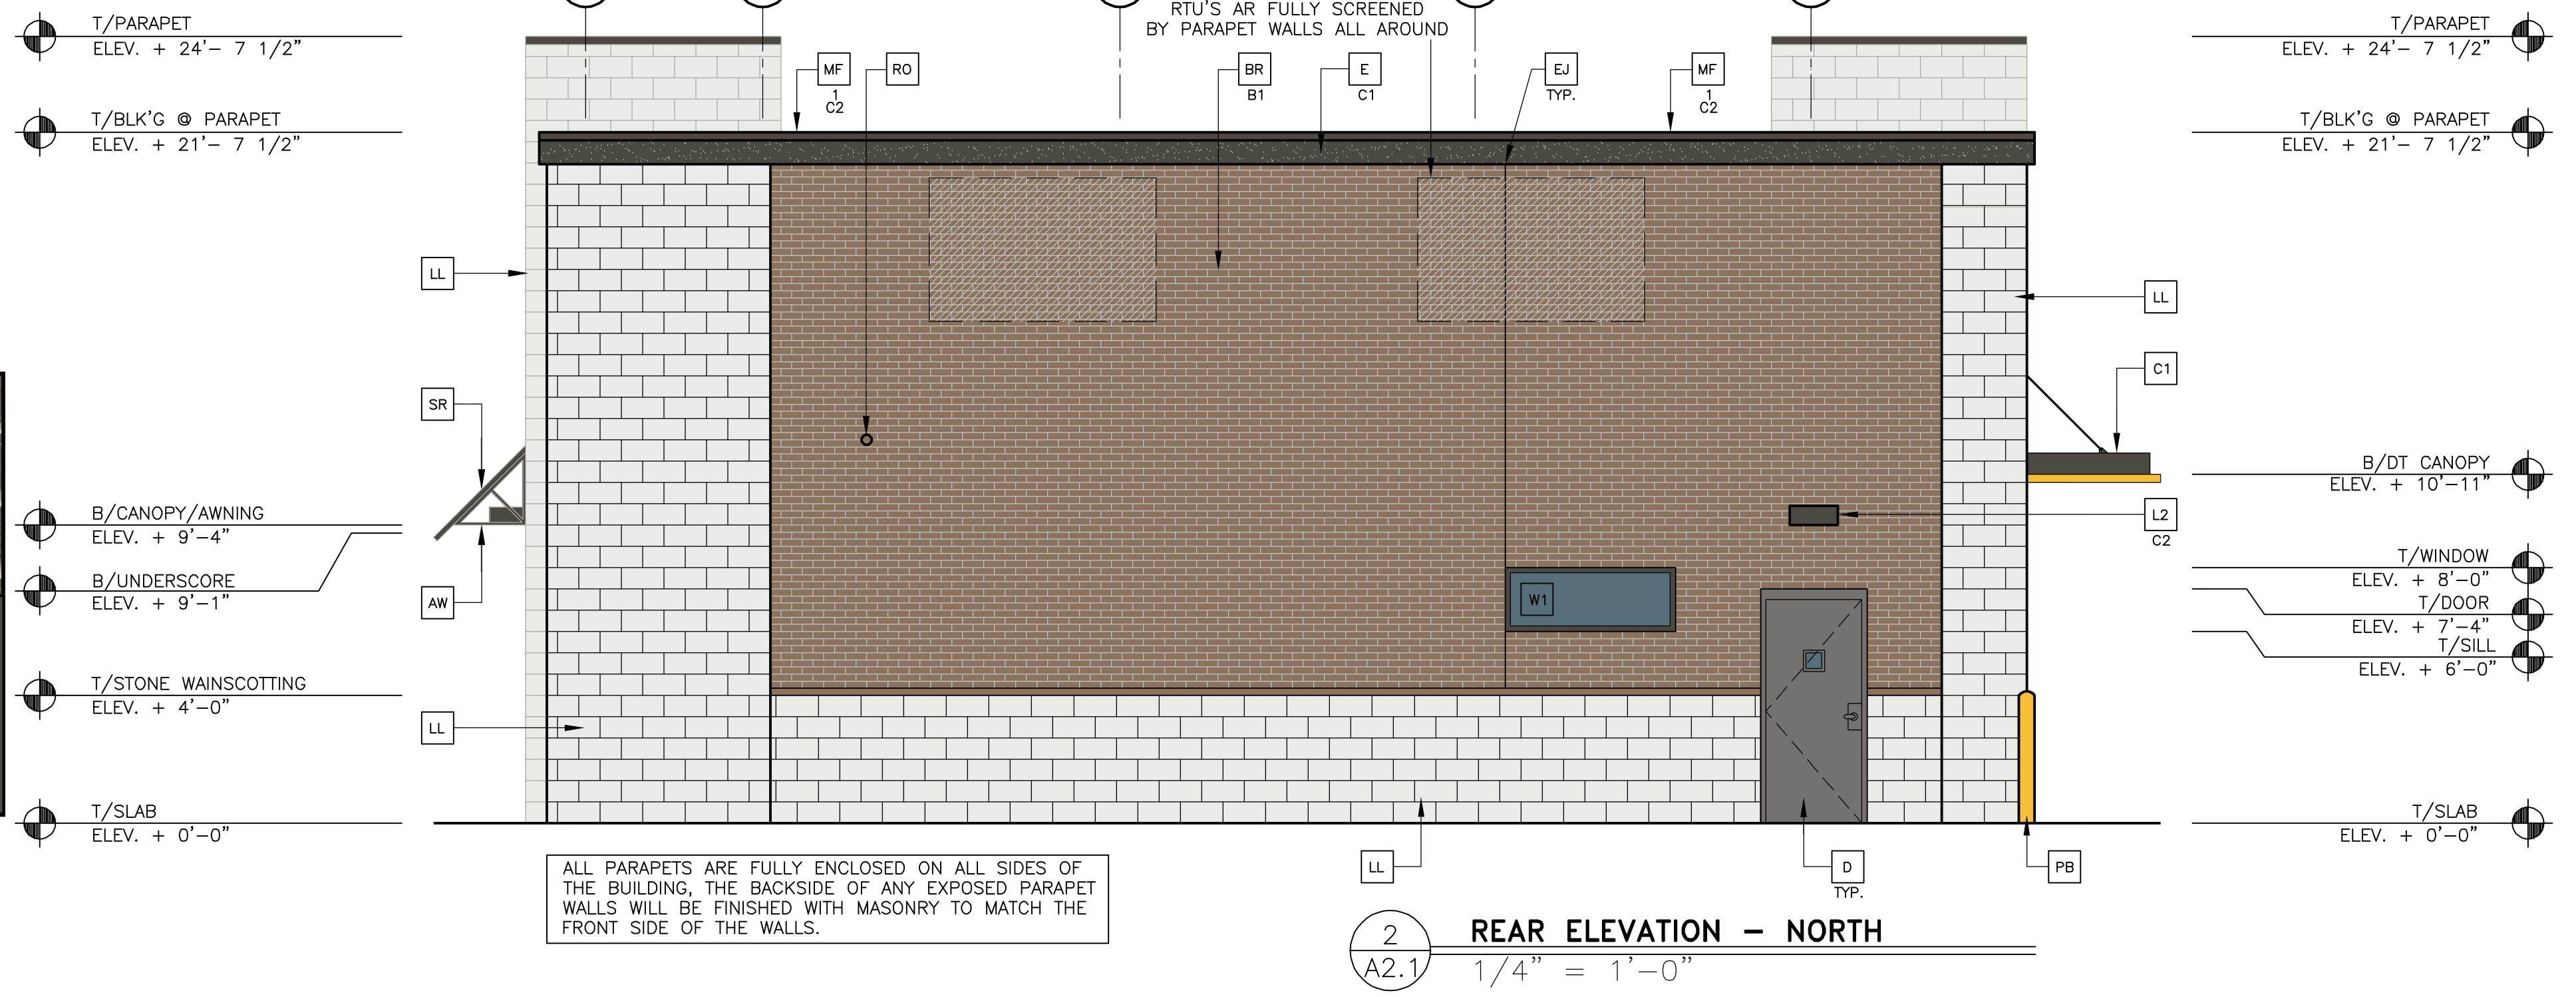 RTU'S AR FULLY SCREENED
BY PARAPET WALLS ALL AROUND
T/PARAPET
ELEV. + 24'- 7 1/2"
T/BLK'G @ PARAPET
ELEV. + 21'- 7 1/2"
B/CANOPY/AWNING
ELEV. + 9'-4"
B/UNDERSCORE
ELEV. + 9'-1"
T/STONE WAINSCOTTING
ELEV. + 4'-0"
T/SLAB
ELEV. + 0'-0"
MF
1
C2
RO
BR
B1
E
C1
EJ
TYP.
MF
1
C2
LL
SR
AW
LL
W1
LL
C1
L2
C2
LL
D
TYP.
PB
T/PARAPET
ELEV. + 24'- 7 1/2"
T/BLK'G @ PARAPET
ELEV. + 21'- 7 1/2"
B/DT CANOPY
ELEV. + 10'-11"
T/WINDOW
ELEV. + 8'-0"
T/DOOR
ELEV. + 7'-4"
T/SILL
ELEV. + 6'-0"
T/SLAB
ELEV. + 0'-0"
ALL PARAPETS ARE FULLY ENCLOSED ON ALL SIDES OF
THE BUILDING, THE BACKSIDE OF ANY EXPOSED PARAPET
WALLS WILL BE FINISHED WITH MASONRY TO MATCH THE
FRONT SIDE OF THE WALLS.
2
A2.1
REAR ELEVATION - NORTH
1/4" = 1'-0"